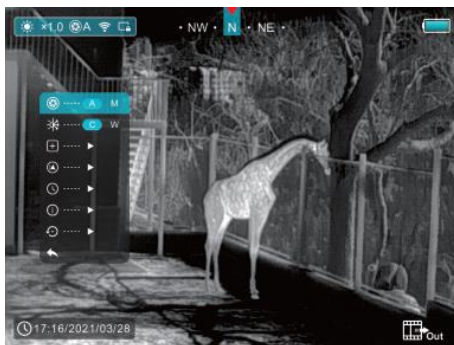 ×1.0 A
• NW • N • NE •
A M
C W
17:16/2021/03/28
Out